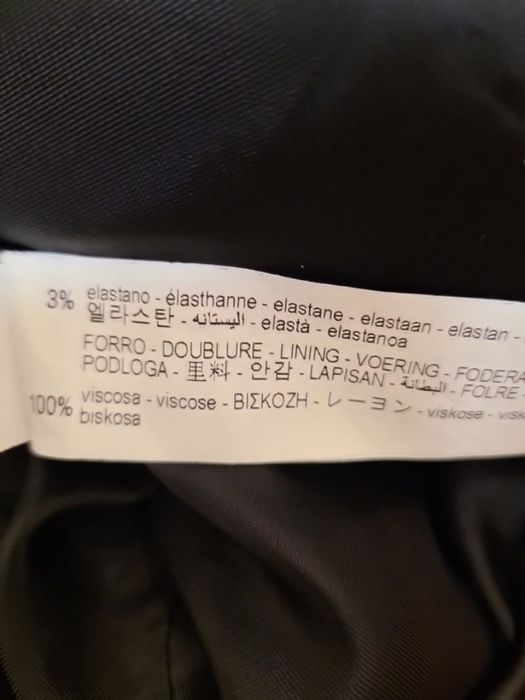 3% elastano - élasthanne - elastane - elastaan - elastan -
엘라스탄 - اليستانه - elastà - elastanoa
FORRO - DOUBLURE - LINING - VOERING - FODERA
PODLOGA - 里料 - 안감 - LAPISAN - البطانة - FOLRE -
100% viscosa - viscose - ΒΙΣΚΟΖΗ - レーヨン - viskose - visk
biskosa